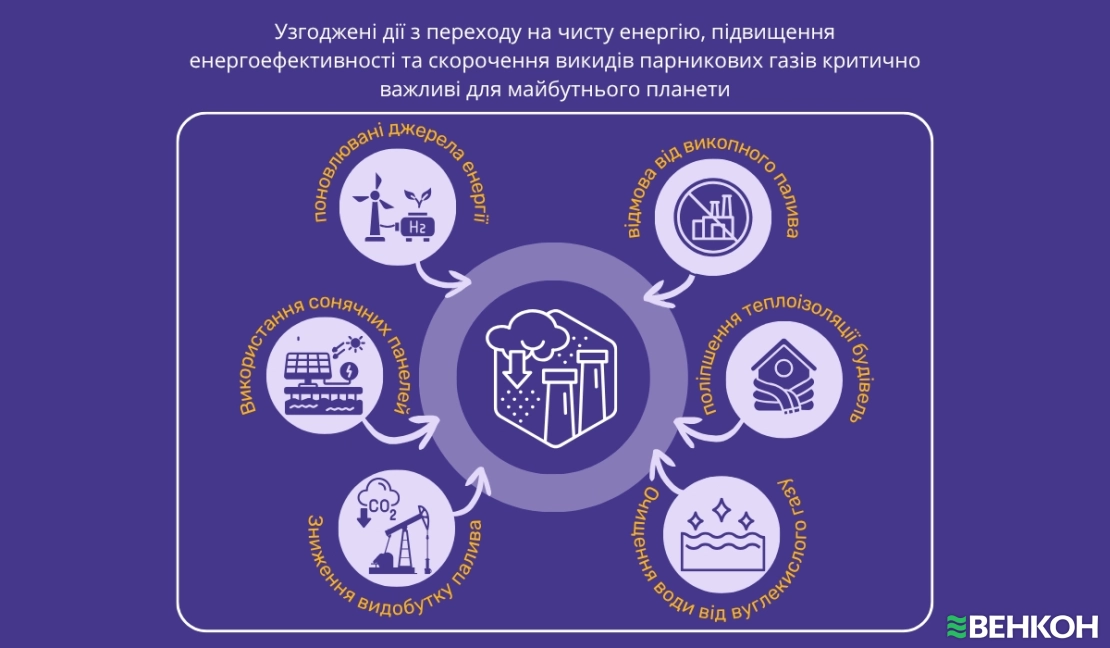 Узгоджені дії з переходу на чисту енергію, підвищення
енергоефективності та скорочення викидів парникових газів критично
важливі для майбутнього планети
поновлювані джерела енергії
відмова від викопного палива
H2
Використання сонячних панелей
поліпшення теплоізоляції будівель
CO2
Зниження видобутку палива
Очищення води від вуглекислого газу
ВЕНКОН